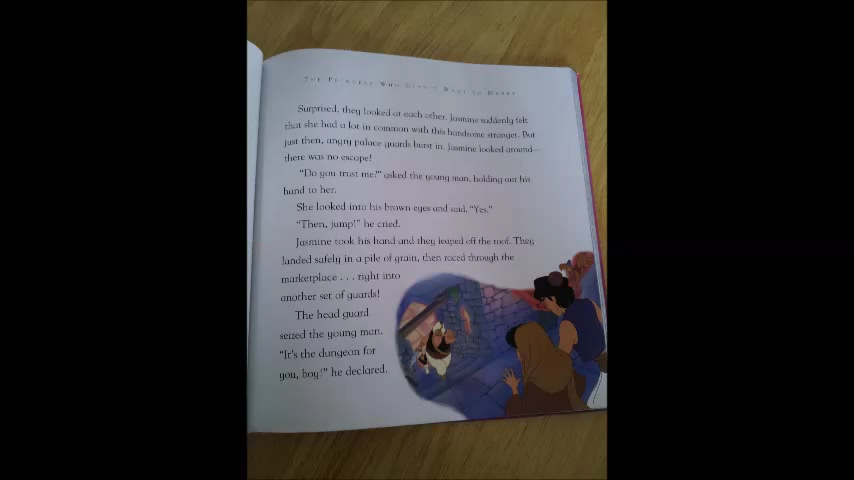 THE PRINCESS WHO DIDN'T WANT TO MARRY
Surprised, they looked at each other. Jasmine suddenly felt
that she had a lot in common with this handsome stranger. But
just then, angry palace guards burst in. Jasmine looked around—
there was no escape!
"Do you trust me?" asked the young man, holding out his
hand to her.
She looked into his brown eyes and said, "Yes."
"Then, jump!" he cried.
Jasmine took his hand and they leaped off the roof. They
landed safely in a pile of grain, then raced through the
marketplace . . . right into
another set of guards!
The head guard
seized the young man.
"It's the dungeon for
you, boy!" he declared.